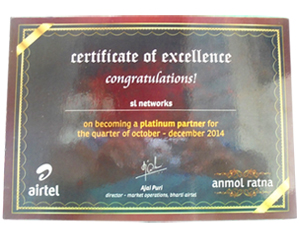 certificate of excellence
congratulations!
sl networks
on becoming a platinum partner for
the quarter of october - december 2014
Ajai Puri
director - market operations, bharti airtel
airtel
anmol ratna